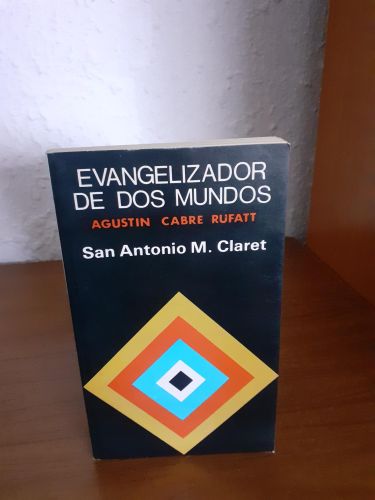 EVANGELIZADOR
DE DOS MUNDOS
AGUSTIN CABRE RUFATT
San Antonio M. Claret